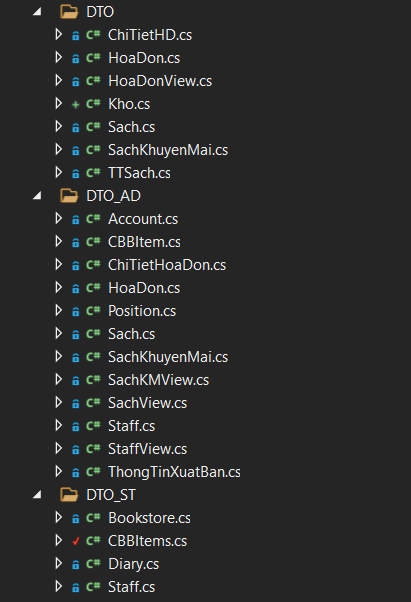 DTO
C# ChiTietHD.cs
C# HoaDon.cs
C# HoaDonView.cs
C# Kho.cs
C# Sach.cs
C# SachKhuyenMai.cs
C# TTSach.cs
DTO_AD
C# Account.cs
C# CBBItem.cs
C# ChiTietHoaDon.cs
C# HoaDon.cs
C# Position.cs
C# Sach.cs
C# SachKhuyenMai.cs
C# SachKMView.cs
C# SachView.cs
C# Staff.cs
C# StaffView.cs
C# ThongTinXuatBan.cs
DTO_ST
C# Bookstore.cs
C# CBBItems.cs
C# Diary.cs
C# Staff.cs